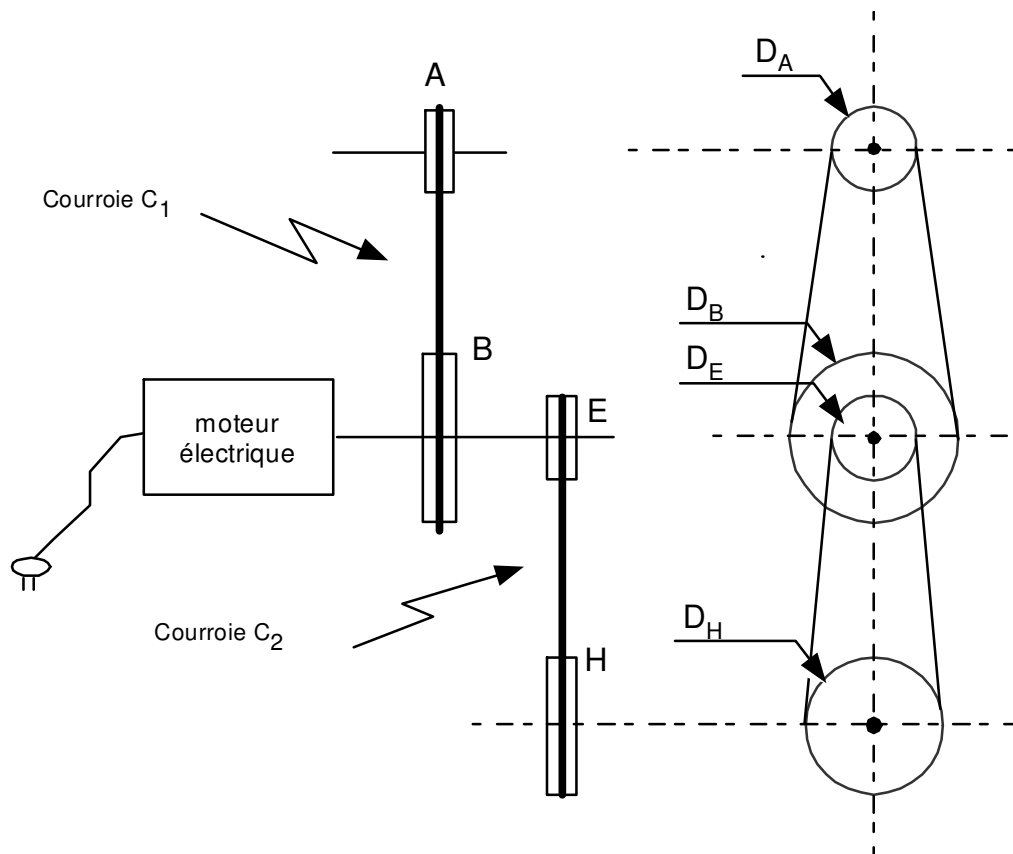 A
D_A
Courroie C_1
D_B
B
D_E
E
moteur
électrique
Courroie C_2
D_H
H